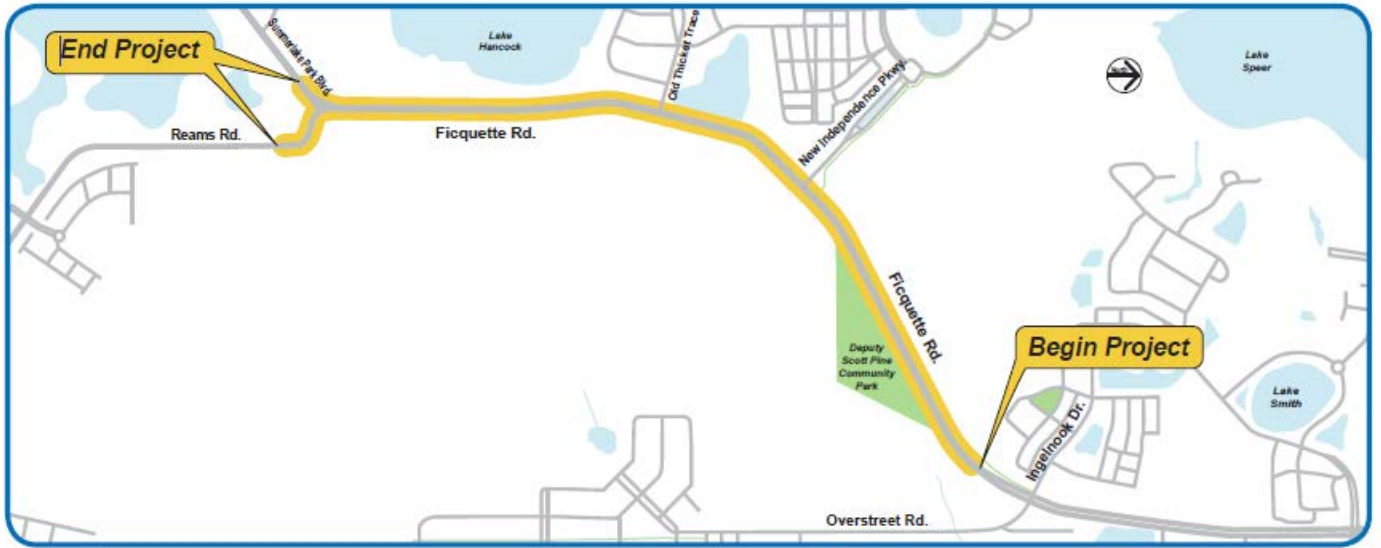 End Project
Summerlake Park Blvd.
Lake
Hancock
Old Thicket Trace
New Independence Pkwy.
Lake
Speer
Reams Rd.
Ficquette Rd.
Ficquette Rd.
Deputy
Scott Pine
Community
Park
Begin Project
Ingelnook Dr.
Lake
Smith
Overstreet Rd.